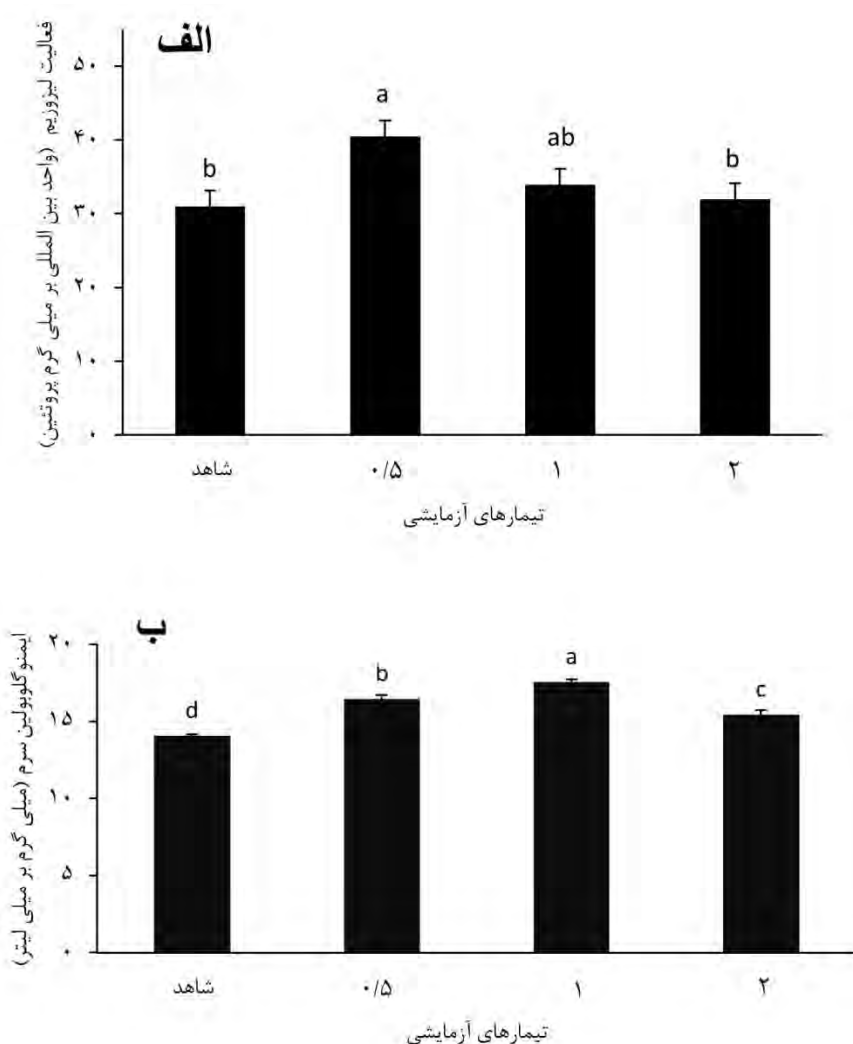 الف
فعالیت لیزوزیم (واحد بین المللی بر میلی گرم پروتئین)
۵۰
۴۰
۳۰
۲۰
۱۰
۰
b
a
ab
b
شاهد
۰/۵
۱
۲
تیمارهای آزمایشی
ب
ایمنوگلوبولین سرم (میلی گرم بر میلی لیتر)
۲۰
۱۵
۱۰
۵
۰
d
b
a
c
شاهد
۰/۵
۱
۲
تیمارهای آزمایشی